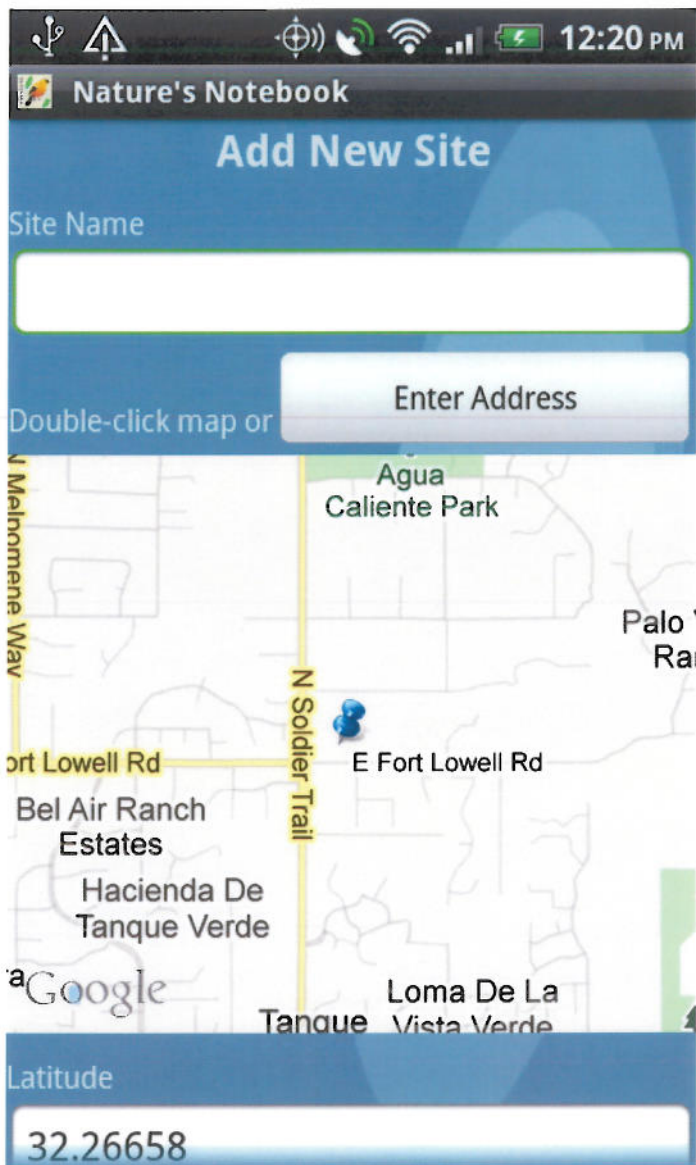 12:20 PM
Nature's Notebook
Add New Site
Site Name
Double-click map or
Enter Address
Agua
Caliente Park
N Melpomene Way
Palo
N Soldier Trail
ort Lowell Rd
E Fort Lowell Rd
Bel Air Ranch
Estates
Hacienda De
Tanque Verde
Google
Loma De La
Vista Verde
Tanque
Latitude
32.26658